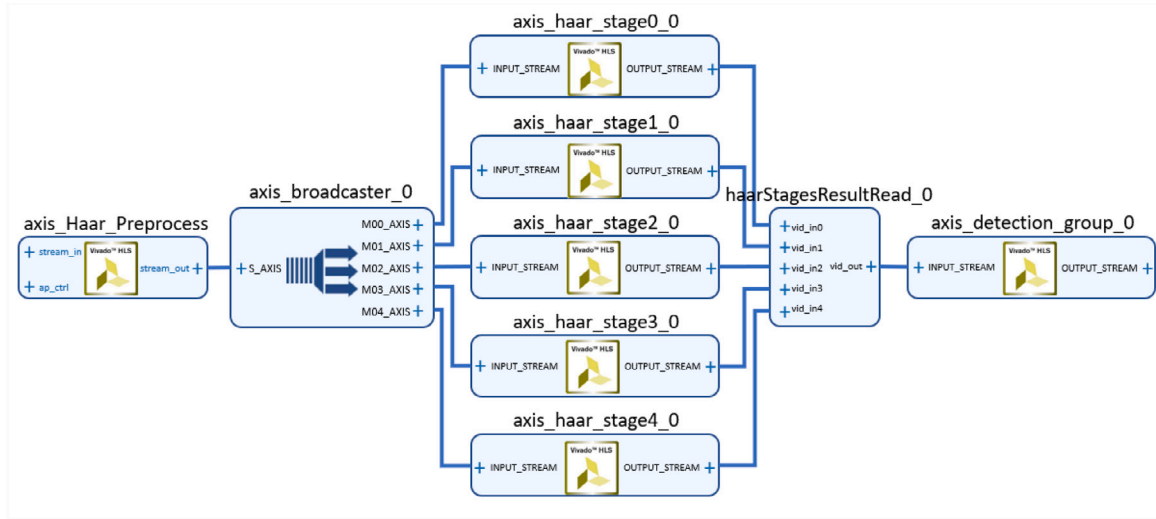 axis_haar_stage0_0
Vivado™ HLS
INPUT_STREAM OUTPUT_STREAM
axis_haar_stage1_0
Vivado™ HLS
INPUT_STREAM OUTPUT_STREAM
axis_broadcaster_0
haarStagesResultRead_0
axis_Haar_Preprocess
stream_in
Vivado™ HLS
stream_out
ap_ctrl
S_AXIS
M00_AXIS
M01_AXIS
M02_AXIS
M03_AXIS
M04_AXIS
axis_haar_stage2_0
Vivado™ HLS
INPUT_STREAM OUTPUT_STREAM
vid_in0
vid_in1
vid_in2
vid_in3
vid_in4
vid_out
axis_detection_group_0
Vivado™ HLS
INPUT_STREAM OUTPUT_STREAM
axis_haar_stage3_0
Vivado™ HLS
INPUT_STREAM OUTPUT_STREAM
axis_haar_stage4_0
Vivado™ HLS
INPUT_STREAM OUTPUT_STREAM